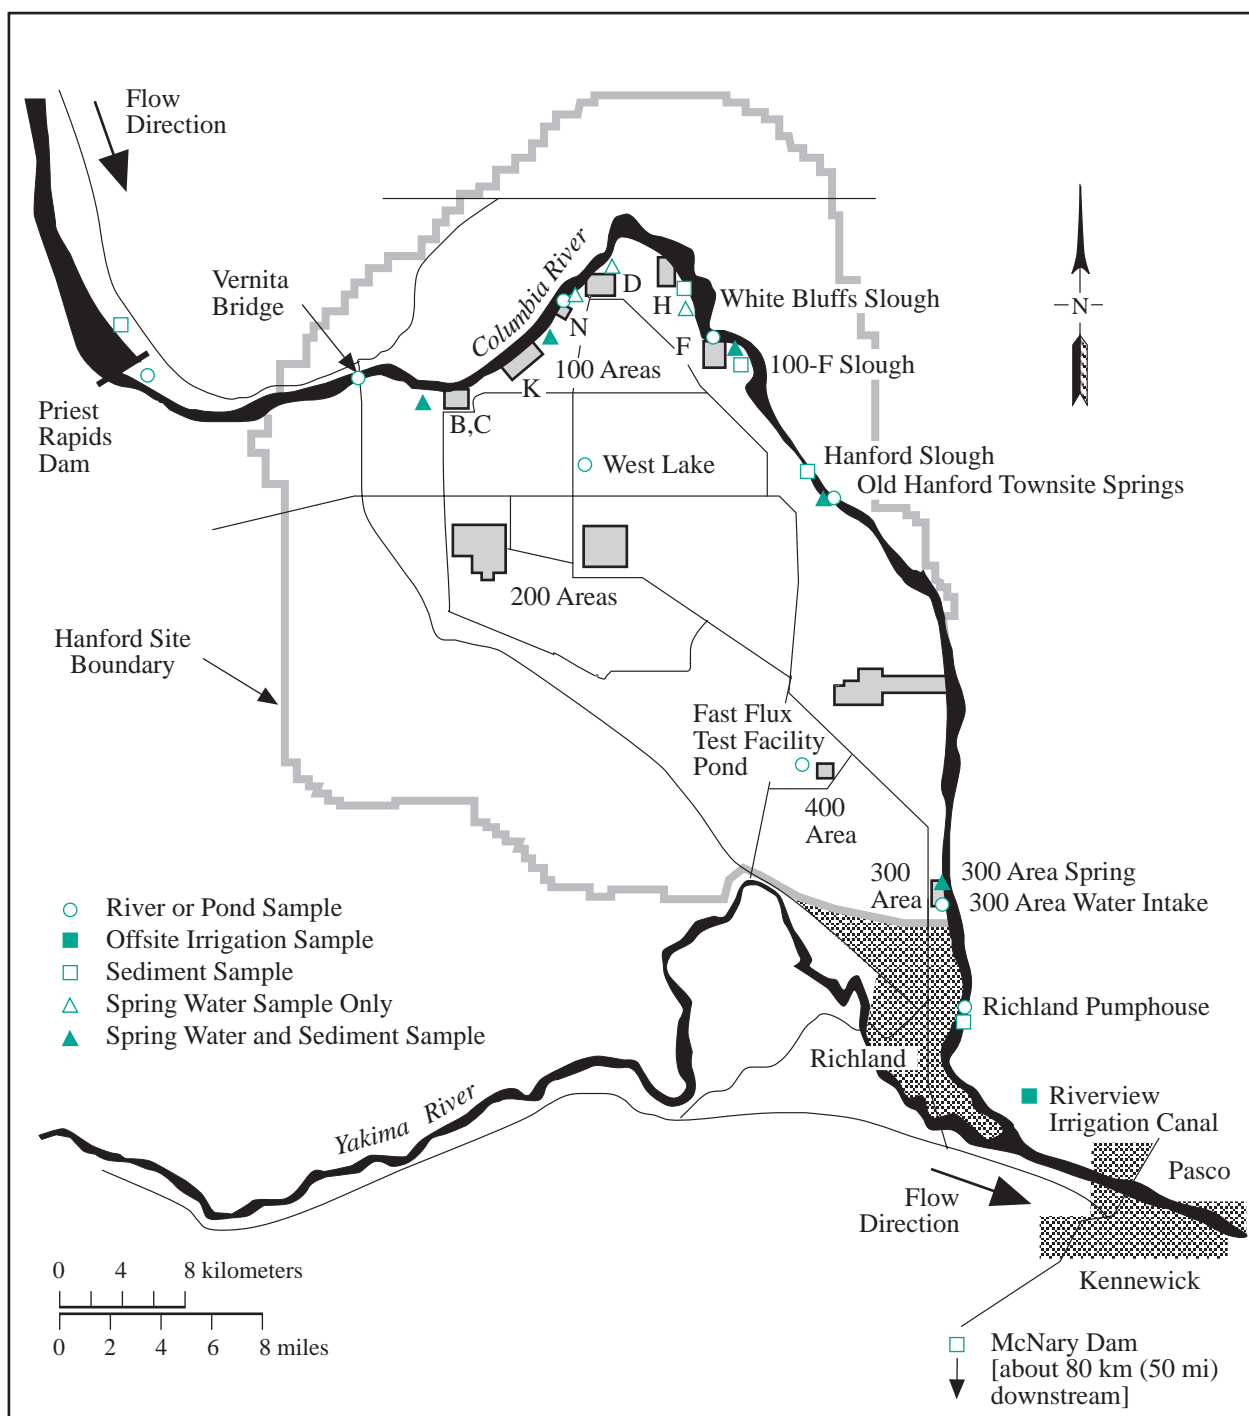 Flow
Direction
Vernita
Bridge
Columbia River
D
H
White Bluffs Slough
N
N
F
100 Areas
100-F Slough
K
Priest
Rapids
Dam
B,C
West Lake
Hanford Slough
Old Hanford Townsite Springs
200 Areas
Hanford Site
Boundary
Fast Flux
Test Facility
Pond
400
Area
300
Area
300 Area Spring
300 Area Water Intake
River or Pond Sample
Offsite Irrigation Sample
Sediment Sample
Spring Water Sample Only
Spring Water and Sediment Sample
Richland Pumphouse
Richland
Riverview
Irrigation Canal
Yakima River
Pasco
Flow
Direction
Kennewick
0 4 8 kilometers
0 2 4 6 8 miles
McNary Dam
[about 80 km (50 mi)
downstream]